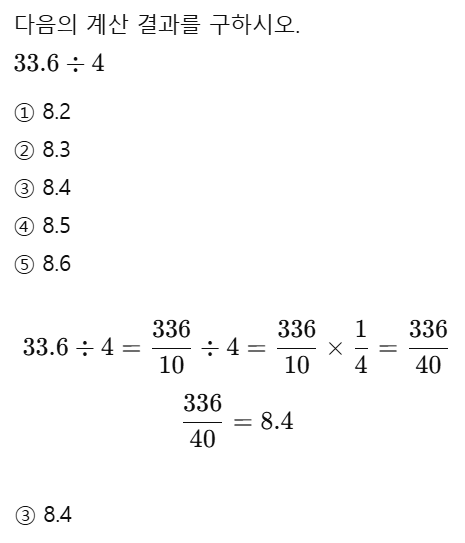 다음의 계산 결과를 구하시오.
33.6 ÷ 4
① 8.2
② 8.3
③ 8.4
④ 8.5
⑤ 8.6
33.6 ÷ 4 = 336/10 ÷ 4 = 336/10 × 1/4 = 336/40
336/40 = 8.4
③ 8.4